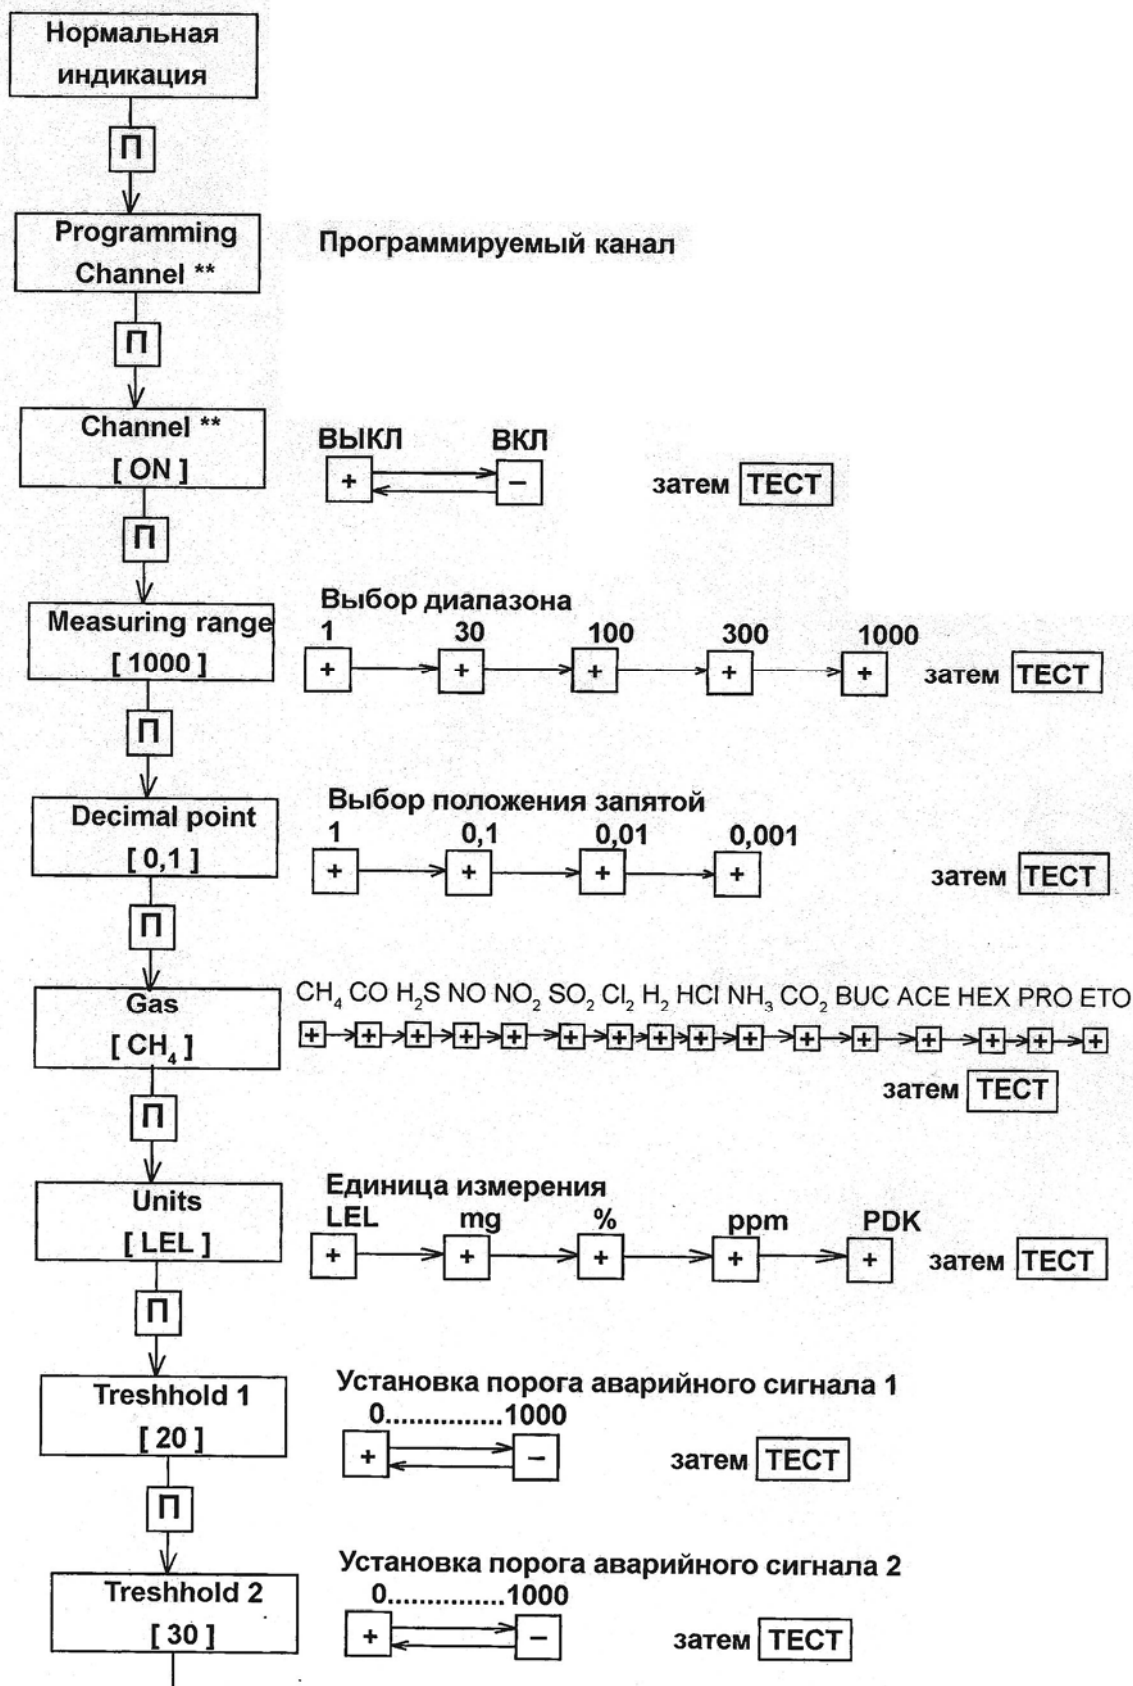 Нормальная
индикация
П
Programming
Channel **
Программируемый канал
П
Channel **
[ ON ]
ВЫКЛ ВКЛ
+ −
затем ТЕСТ
П
Measuring range
[ 1000 ]
Выбор диапазона
1 30 100 300 1000
+ + + + +
затем ТЕСТ
П
Decimal point
[ 0,1 ]
Выбор положения запятой
1 0,1 0,01 0,001
+ + + +
затем ТЕСТ
П
Gas
[ CH₄ ]
CH₄ CO H₂S NO NO₂ SO₂ Cl₂ H₂ HCl NH₃ CO₂ BUC ACE HEX PRO ETO
+ + + + + + + + + + + + + + + +
затем ТЕСТ
П
Units
[ LEL ]
Единица измерения
LEL mg % ppm PDK
+ + + + +
затем ТЕСТ
П
Treshhold 1
[ 20 ]
Установка порога аварийного сигнала 1
0...............1000
+ −
затем ТЕСТ
П
Treshhold 2
[ 30 ]
Установка порога аварийного сигнала 2
0...............1000
+ −
затем ТЕСТ